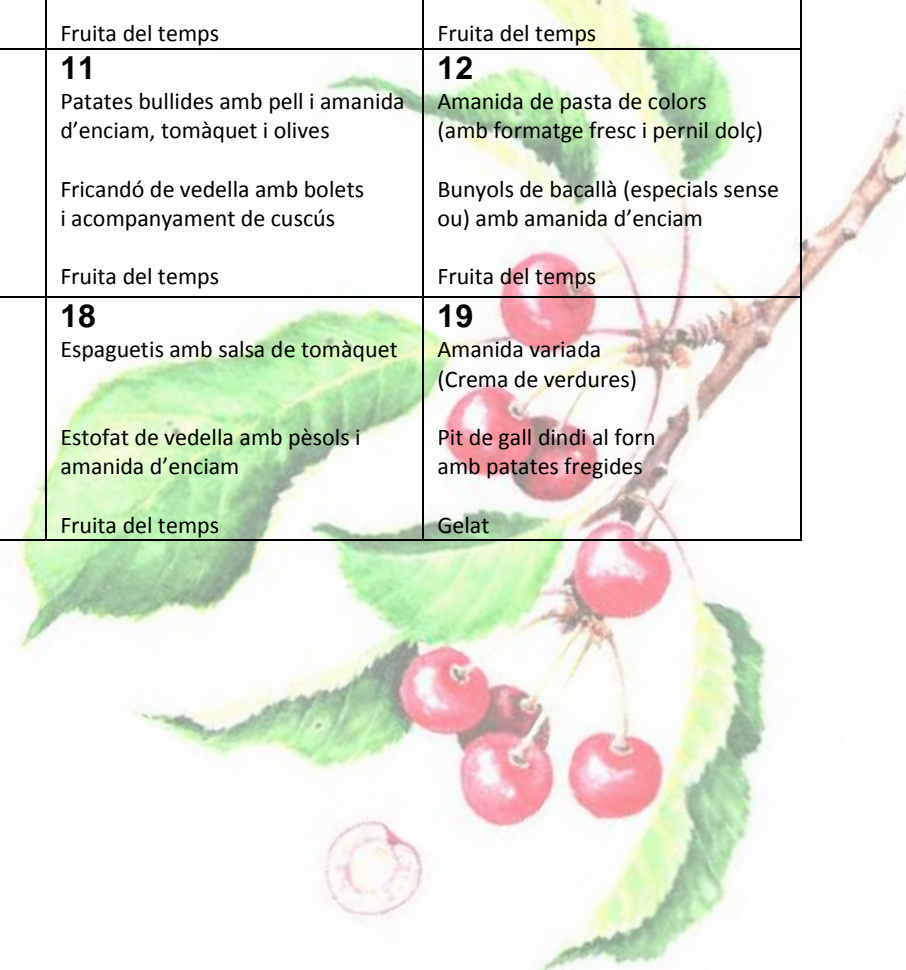 Fruita del temps
Fruita del temps
11
Patates bullides amb pell i amanida
d’enciam, tomàquet i olives
Fricandó de vedella amb bolets
i acompanyament de cuscús
Fruita del temps
12
Amanida de pasta de colors
(amb formatge fresc i pernil dolç)
Bunyols de bacallà (especials sense
ou) amb amanida d’enciam
Fruita del temps
18
Espaguetis amb salsa de tomàquet
Estofat de vedella amb pèsols i
amanida d’enciam
Fruita del temps
19
Amanida variada
(Crema de verdures)
Pit de gall dindi al forn
amb patates fregides
Gelat